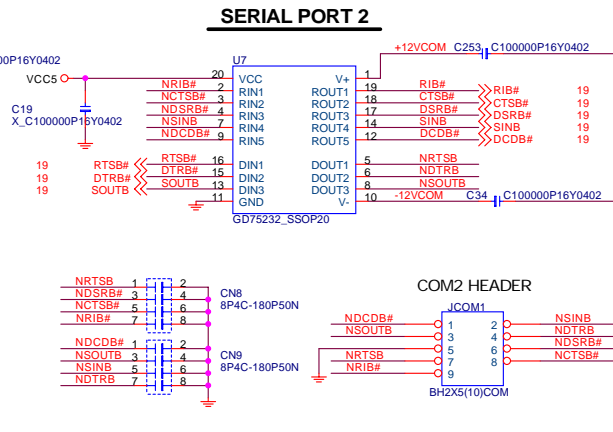 SERIAL PORT 2
+12VCOM C253 C100000P16Y0402
00P16Y0402
U7
VCC5
20 VCC V+ 1
NRIB# 2 RIN1 ROUT1 19 RIB# RIB# 19
NCTSB# 3 RIN2 ROUT2 18 CTSB# CTSB# 19
NDSRB# 4 RIN3 ROUT3 17 DSRB# DSRB# 19
NSINB 7 RIN4 ROUT4 14 SINB SINB 19
NDCDB# 9 RIN5 ROUT5 12 DCDB# DCDB# 19
C19
X_C100000P16Y0402
19 RTSB# RTSB# 16 DIN1 DOUT1 5 NRTSB
19 DTRB# DTRB# 15 DIN2 DOUT2 6 NDTRB
19 SOUTB SOUTB 13 DIN3 DOUT3 8 NSOUTB
11 GND V- 10 -12VCOM C34 C100000P16Y0402
GD75232_SSOP20
NRTSB 1 2
NDSRB# 3 4
NCTSB# 5 6
NRIB# 7 8
CN8
8P4C-180P50N
NDCDB# 1 2
NSOUTB 3 4
NSINB 5 6
NDTRB 7 8
CN9
8P4C-180P50N
COM2 HEADER
JCOM1
NDCDB# 1 2 NSINB
NSOUTB 3 4 NDTRB
5 6 NDSRB#
NRTSB 7 8 NCTSB#
NRIB# 9
BH2X5(10)COM